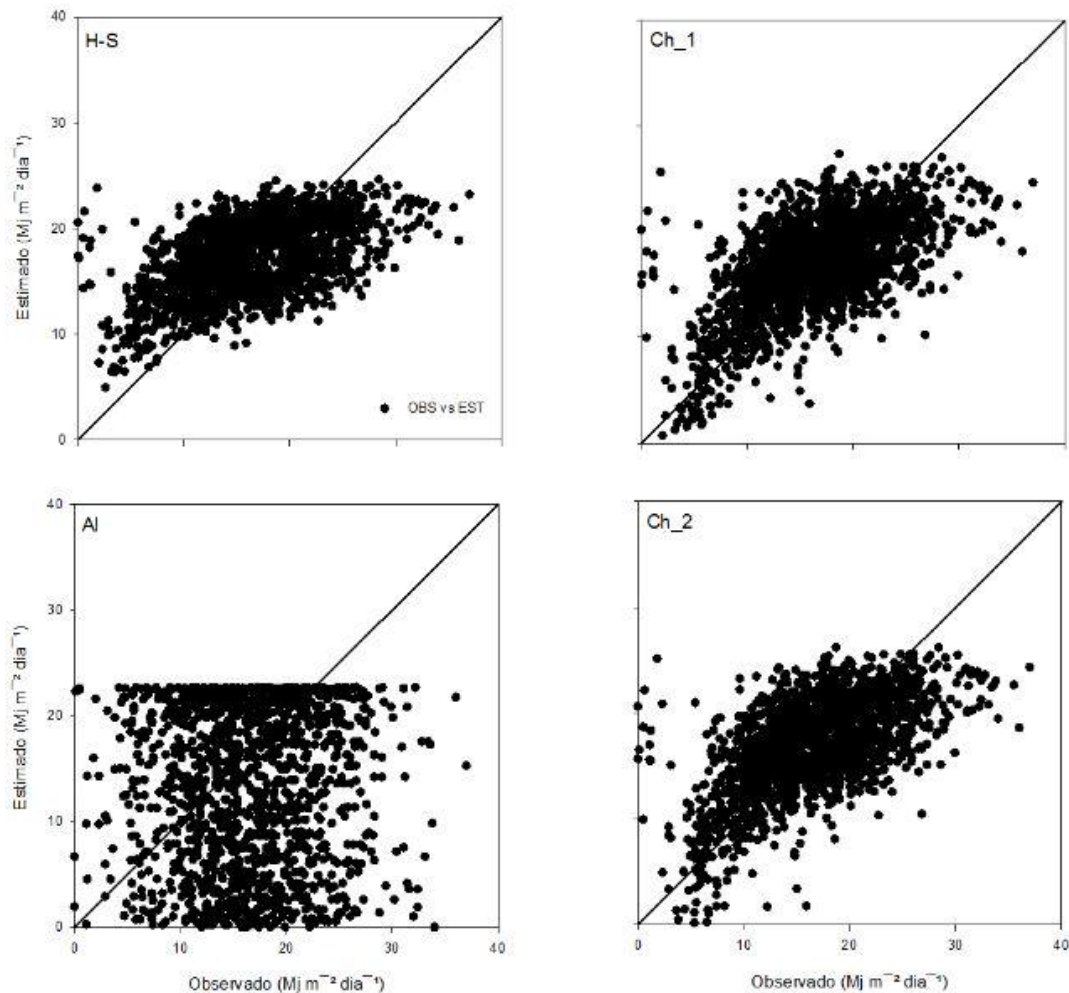 H-S
Ch_1
40
30
20
10
0
Estimado (Mj m⁻² dia⁻¹)
OBS vs EST
Al
Ch_2
40
30
20
10
0
Estimado (Mj m⁻² dia⁻¹)
0 10 20 30 40
0 10 20 30 40
Observado (Mj m⁻² dia⁻¹)
Observado (Mj m⁻² dia⁻¹)